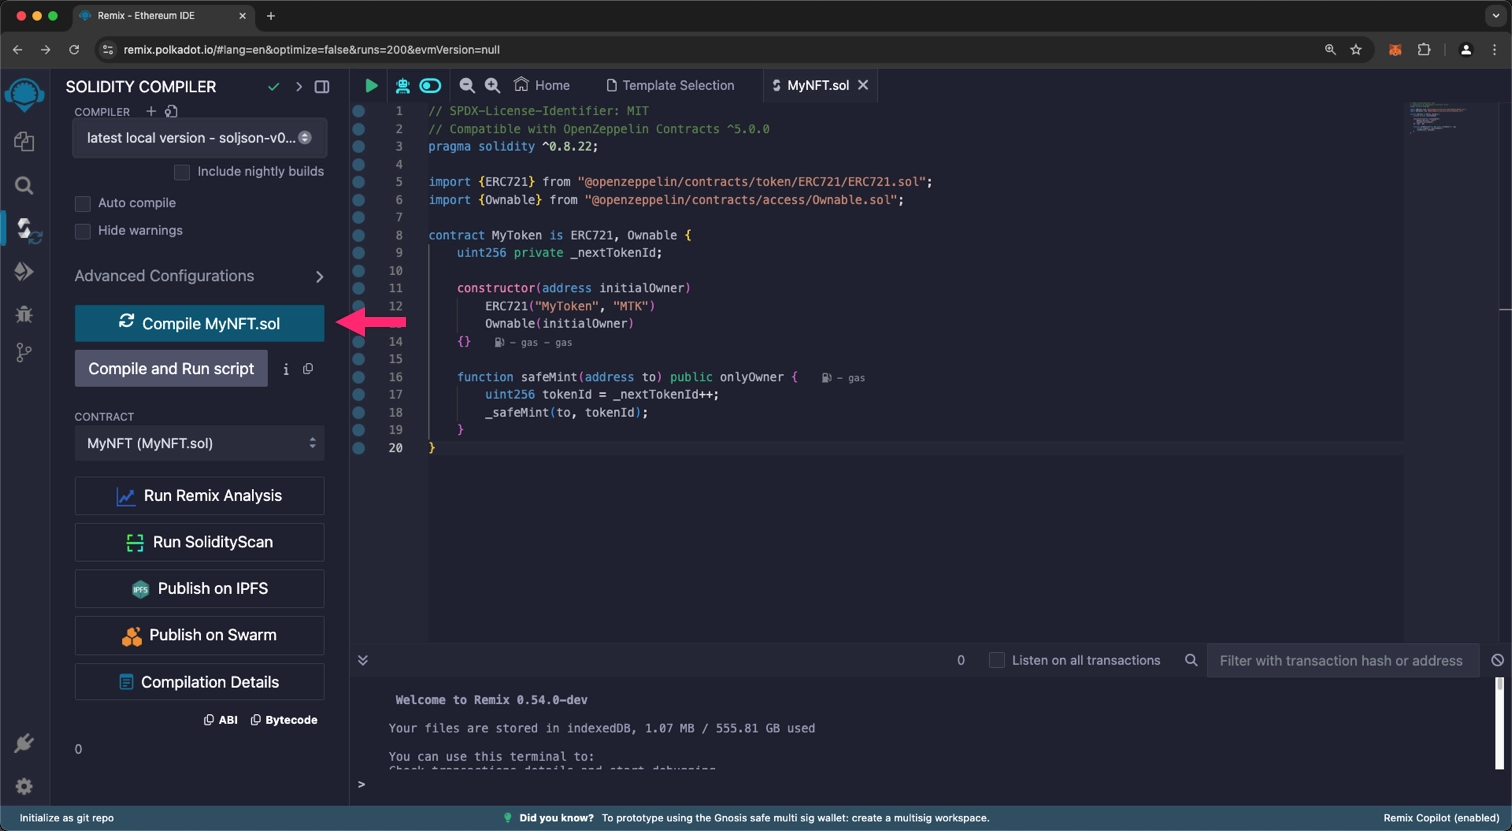 Remix - Ethereum IDE
remix.polkadot.io/#lang=en&optimize=false&runs=200&evmVersion=null
SOLIDITY COMPILER
COMPILER
latest local version - soljson-v0...
Include nightly builds
Auto compile
Hide warnings
Advanced Configurations
Compile MyNFT.sol
Compile and Run script
i
CONTRACT
MyNFT (MyNFT.sol)
Run Remix Analysis
Run SolidityScan
IPFS Publish on IPFS
Publish on Swarm
Compilation Details
ABI Bytecode
0
Home Template Selection MyNFT.sol
1 // SPDX-License-Identifier: MIT
2 // Compatible with OpenZeppelin Contracts ^5.0.0
3 pragma solidity ^0.8.22;
4
5 import {ERC721} from "@openzeppelin/contracts/token/ERC721/ERC721.sol";
6 import {Ownable} from "@openzeppelin/contracts/access/Ownable.sol";
7
8 contract MyToken is ERC721, Ownable {
9 uint256 private _nextTokenId;
10
11 constructor(address initialOwner)
12 ERC721("MyToken", "MTK")
Ownable(initialOwner)
14 {} - gas - gas
15
16 function safeMint(address to) public onlyOwner { - gas
17 uint256 tokenId = _nextTokenId++;
18 _safeMint(to, tokenId);
19 }
20 }
0 Listen on all transactions Filter with transaction hash or address
Welcome to Remix 0.54.0-dev
Your files are stored in indexedDB, 1.07 MB / 555.81 GB used
You can use this terminal to:
Check transactions details and start debugging
>
Initialize as git repo
Did you know? To prototype using the Gnosis safe multi sig wallet: create a multisig workspace.
Remix Copilot (enabled)